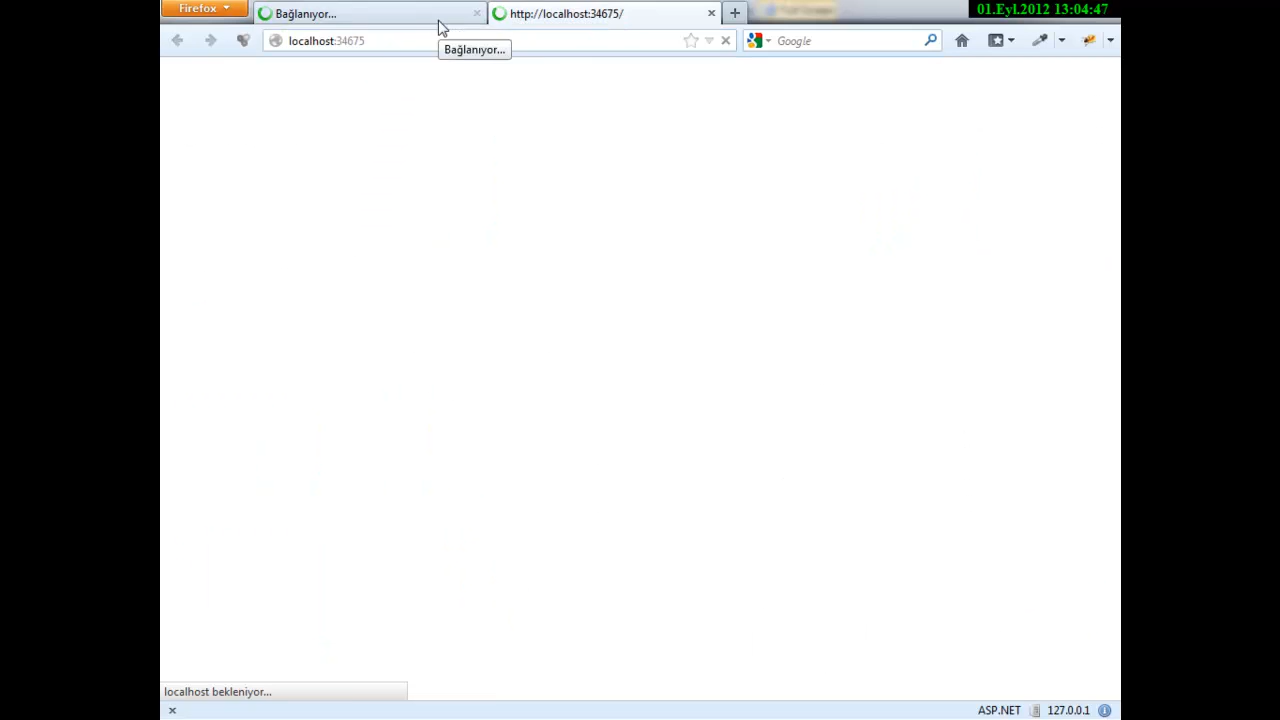 Firefox
Bağlanıyor...
http://localhost:34675/
01.Eyl.2012 13:04:47
localhost:34675
Google
Bağlanıyor...
localhost bekleniyor...
ASP.NET
127.0.0.1